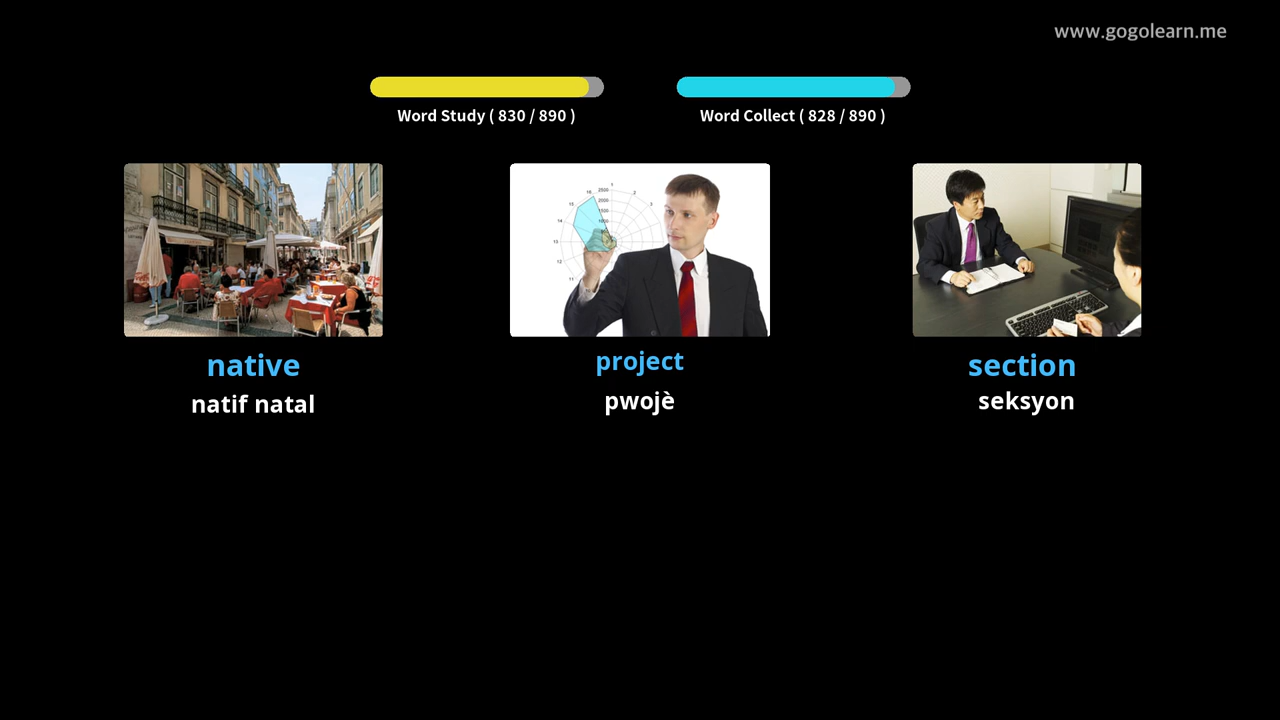 www.gogolearn.me
Word Study ( 830 / 890 )
Word Collect ( 828 / 890 )
native
natif natal
project
pwojè
section
seksyon